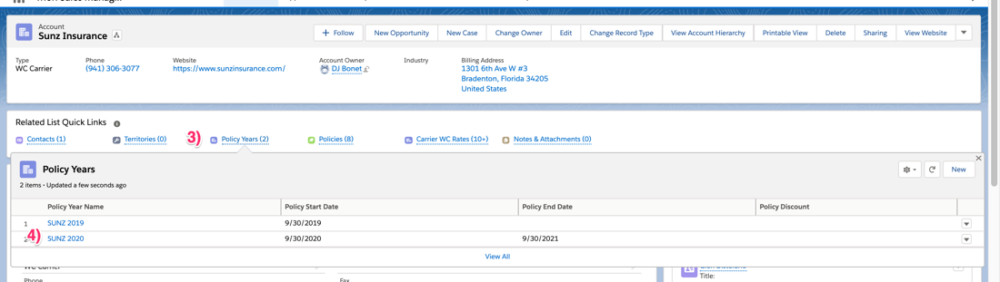 Account
Sunz Insurance
Follow
New Opportunity
New Case
Change Owner
Edit
Change Record Type
View Account Hierarchy
Printable View
Delete
Sharing
View Website
Type
WC Carrier
Phone
(941) 306-3077
Website
https://www.sunzinsurance.com/
Account Owner
DJ Bonet
Industry
Billing Address
1301 6th Ave W #3
Bradenton, Florida 34205
United States
Related List Quick Links
Contacts (1)
Territories (0)
3)
Policy Years (2)
Policies (8)
Carrier WC Rates (10+)
Notes & Attachments (0)
Policy Years
New
2 items • Updated a few seconds ago
Policy Year Name
Policy Start Date
Policy End Date
Policy Discount
1
SUNZ 2019
9/30/2019
4)
SUNZ 2020
9/30/2020
9/30/2021
View All
WC Carrier
Phone
Fax
Title: